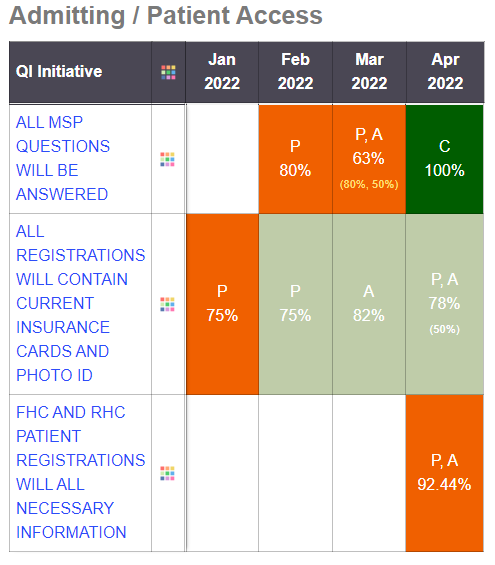 Admitting / Patient Access
QI Initiative
Jan
2022
Feb
2022
Mar
2022
Apr
2022
ALL MSP
QUESTIONS
WILL BE
ANSWERED
P
80%
P, A
63%
(80%, 50%)
C
100%
ALL
REGISTRATIONS
WILL CONTAIN
CURRENT
INSURANCE
CARDS AND
PHOTO ID
P
75%
P
75%
A
82%
P, A
78%
(50%)
FHC AND RHC
PATIENT
REGISTRATIONS
WILL ALL
NECESSARY
INFORMATION
P, A
92.44%